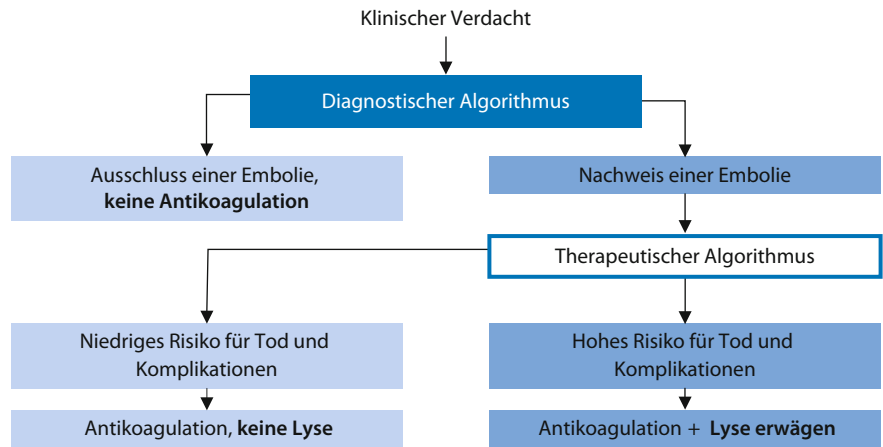 Klinischer Verdacht
Diagnostischer Algorithmus
Ausschluss einer Embolie,
keine Antikoagulation
Nachweis einer Embolie
Therapeutischer Algorithmus
Niedriges Risiko für Tod und
Komplikationen
Hohes Risiko für Tod und
Komplikationen
Antikoagulation, keine Lyse
Antikoagulation + Lyse erwägen